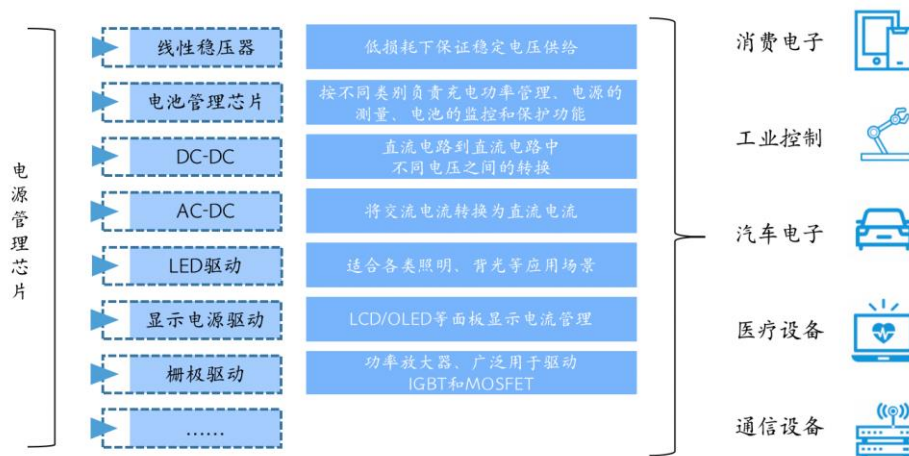 电源管理芯片
线性稳压器
低损耗下保证稳定电压供给
电池管理芯片
按不同类别负责充电功率管理、电源的
测量、电池的监控和保护功能
DC-DC
直流电路到直流电路中
不同电压之间的转换
AC-DC
将交流电流转换为直流电流
LED驱动
适合各类照明、背光等应用场景
显示电源驱动
LCD/OLED等面板显示电流管理
栅极驱动
功率放大器、广泛用于驱动
IGBT和MOSFET
……
消费电子
工业控制
汽车电子
医疗设备
通信设备